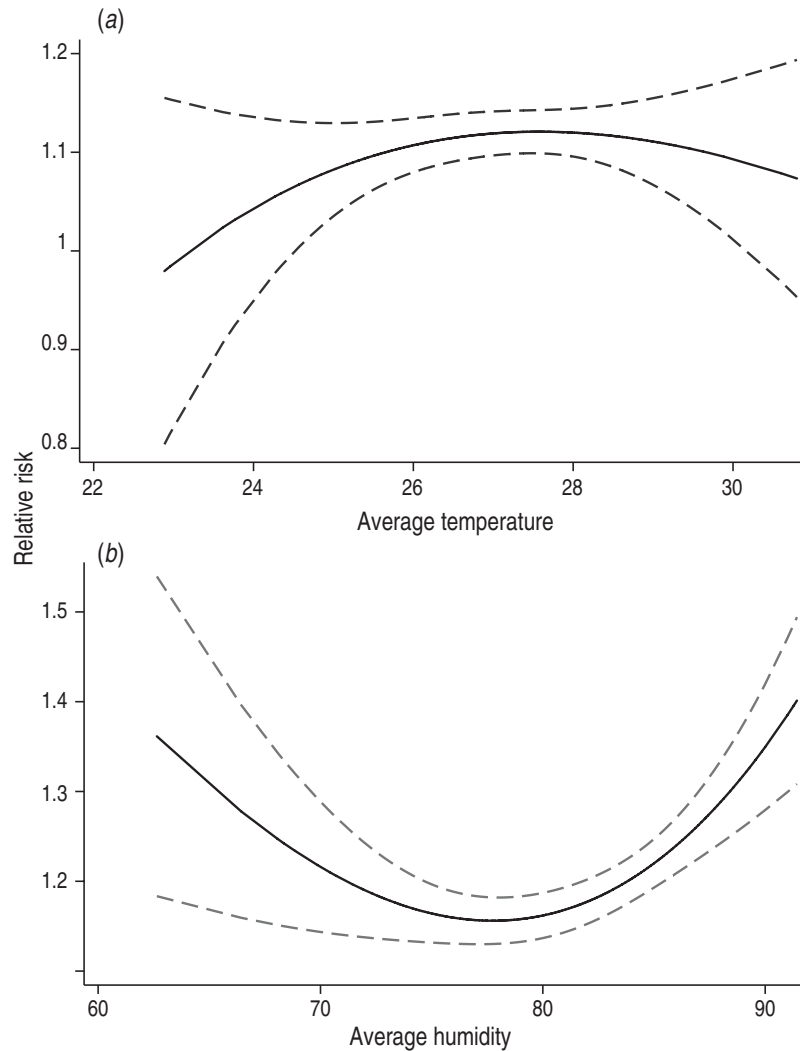 (a)
1.2
1.1
1
0.9
0.8
22 24 26 28 30
Average temperature
Relative risk
(b)
1.5
1.4
1.3
1.2
60 70 80 90
Average humidity